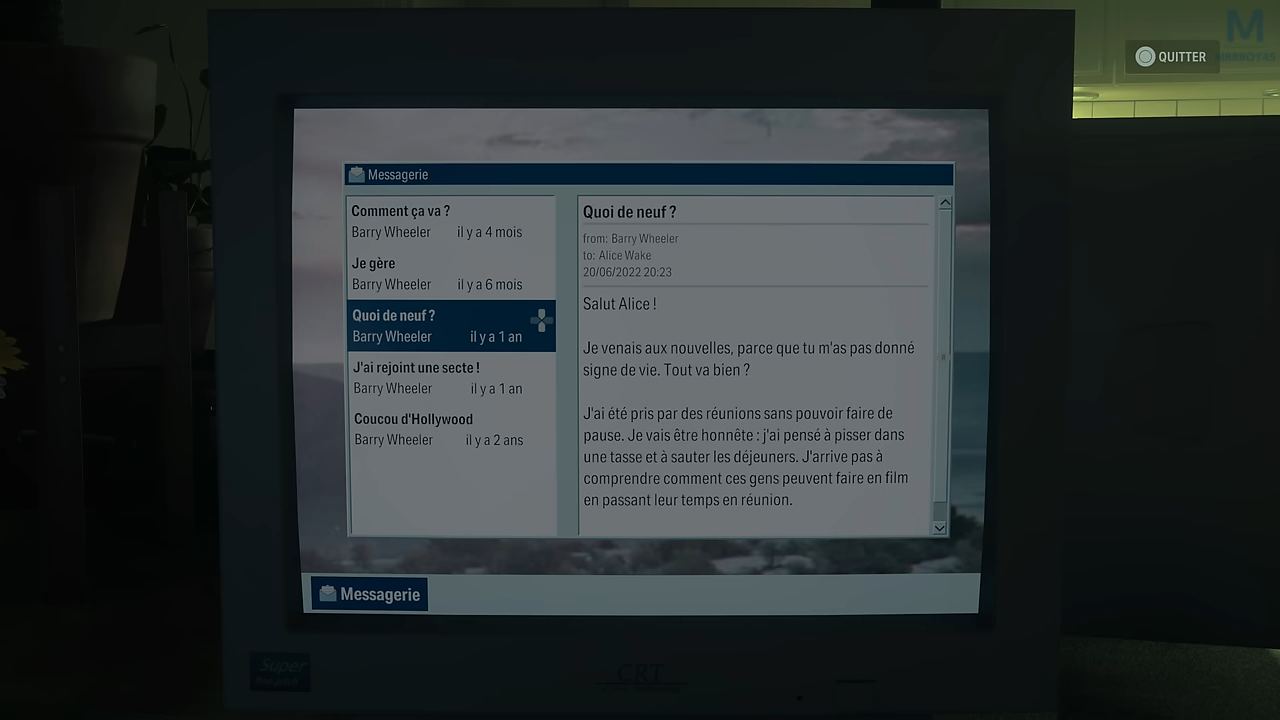 M
QUITTER
Messagerie
Comment ça va ?
Barry Wheeler il y a 4 mois
Je gère
Barry Wheeler il y a 6 mois
Quoi de neuf ?
Barry Wheeler il y a 1 an
J'ai rejoint une secte !
Barry Wheeler il y a 1 an
Coucou d'Hollywood
Barry Wheeler il y a 2 ans
Quoi de neuf ?
from: Barry Wheeler
to: Alice Wake
20/06/2022 20:23
Salut Alice !
Je venais aux nouvelles, parce que tu m'as pas donné
signe de vie. Tout va bien ?
J'ai été pris par des réunions sans pouvoir faire de
pause. Je vais être honnête : j'ai pensé à pisser dans
une tasse et à sauter les déjeuners. J'arrive pas à
comprendre comment ces gens peuvent faire en film
en passant leur temps en réunion.
Messagerie
Super
CRT